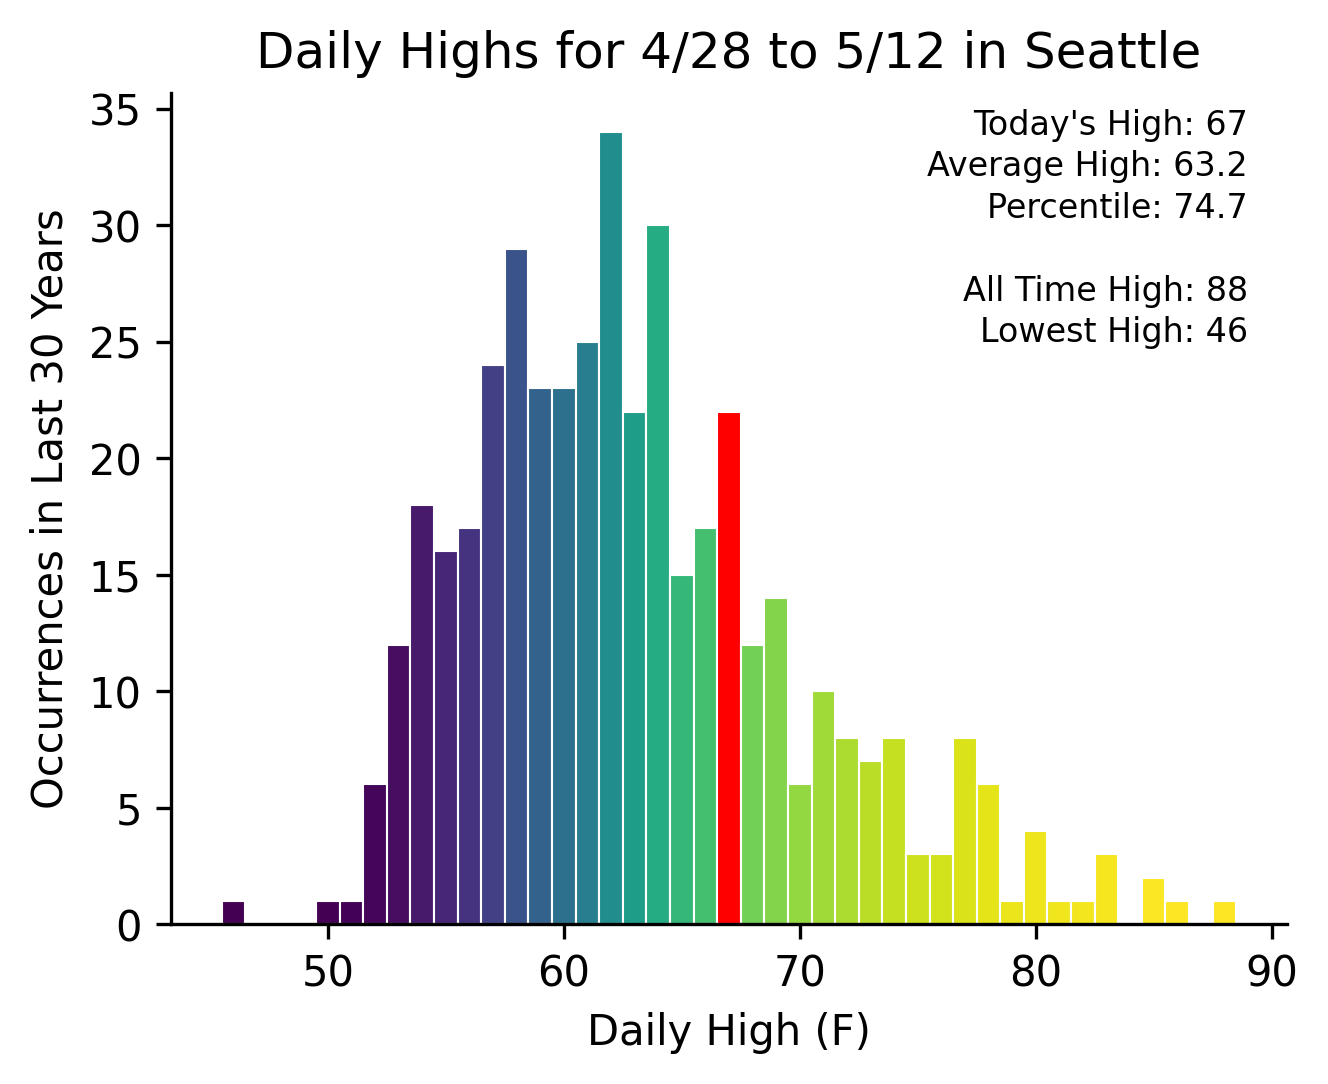 Daily Highs for 4/28 to 5/12 in Seattle
Today's High: 67
Average High: 63.2
Percentile: 74.7
All Time High: 88
Lowest High: 46
Occurrences in Last 30 Years
35
30
25
20
15
10
5
0
50 60 70 80 90
Daily High (F)